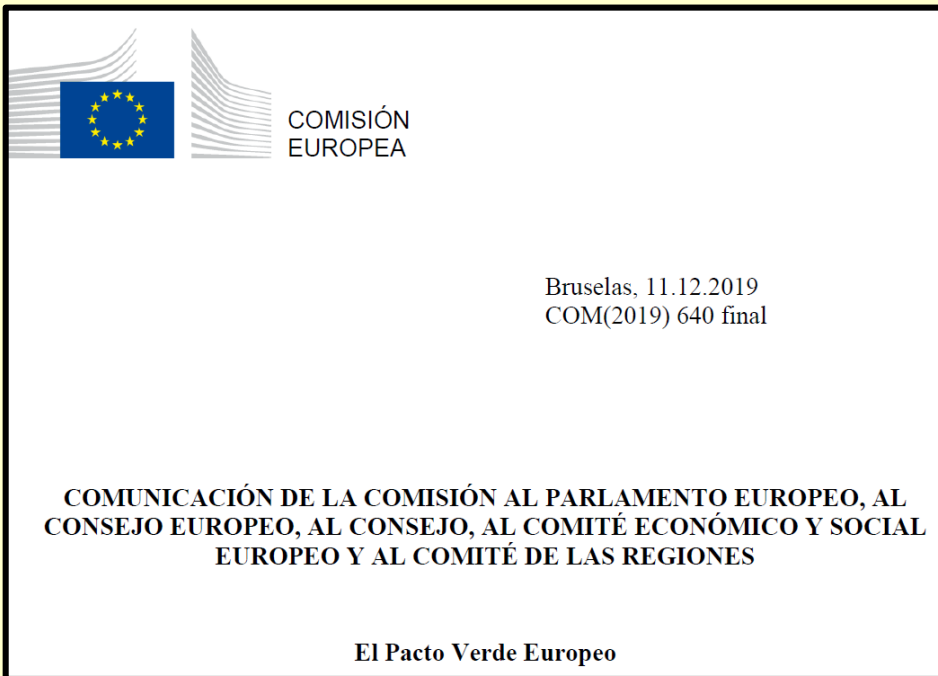 COMISIÓN
EUROPEA
Bruselas, 11.12.2019
COM(2019) 640 final
COMUNICACIÓN DE LA COMISIÓN AL PARLAMENTO EUROPEO, AL
CONSEJO EUROPEO, AL CONSEJO, AL COMITÉ ECONÓMICO Y SOCIAL
EUROPEO Y AL COMITÉ DE LAS REGIONES
El Pacto Verde Europeo